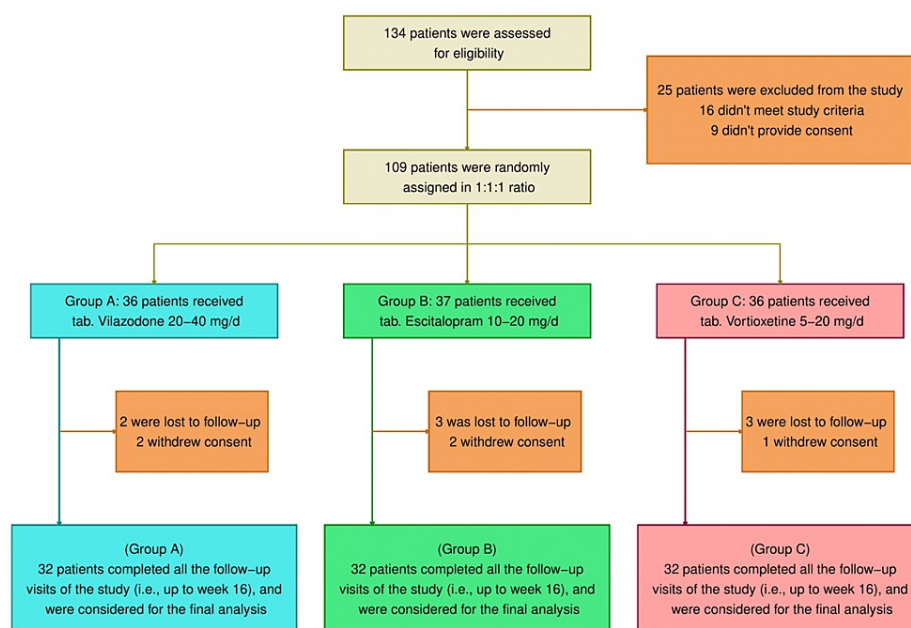 134 patients were assessed
for eligibility
25 patients were excluded from the study
16 didn't meet study criteria
9 didn't provide consent
109 patients were randomly
assigned in 1:1:1 ratio
Group A: 36 patients received
tab. Vilazodone 20−40 mg/d
Group B: 37 patients received
tab. Escitalopram 10−20 mg/d
Group C: 36 patients received
tab. Vortioxetine 5−20 mg/d
2 were lost to follow−up
2 withdrew consent
3 was lost to follow−up
2 withdrew consent
3 were lost to follow−up
1 withdrew consent
(Group A)
32 patients completed all the follow−up
visits of the study (i.e., up to week 16), and
were considered for the final analysis
(Group B)
32 patients completed all the follow−up
visits of the study (i.e., up to week 16), and
were considered for the final analysis
(Group C)
32 patients completed all the follow−up
visits of the study (i.e., up to week 16), and
were considered for the final analysis